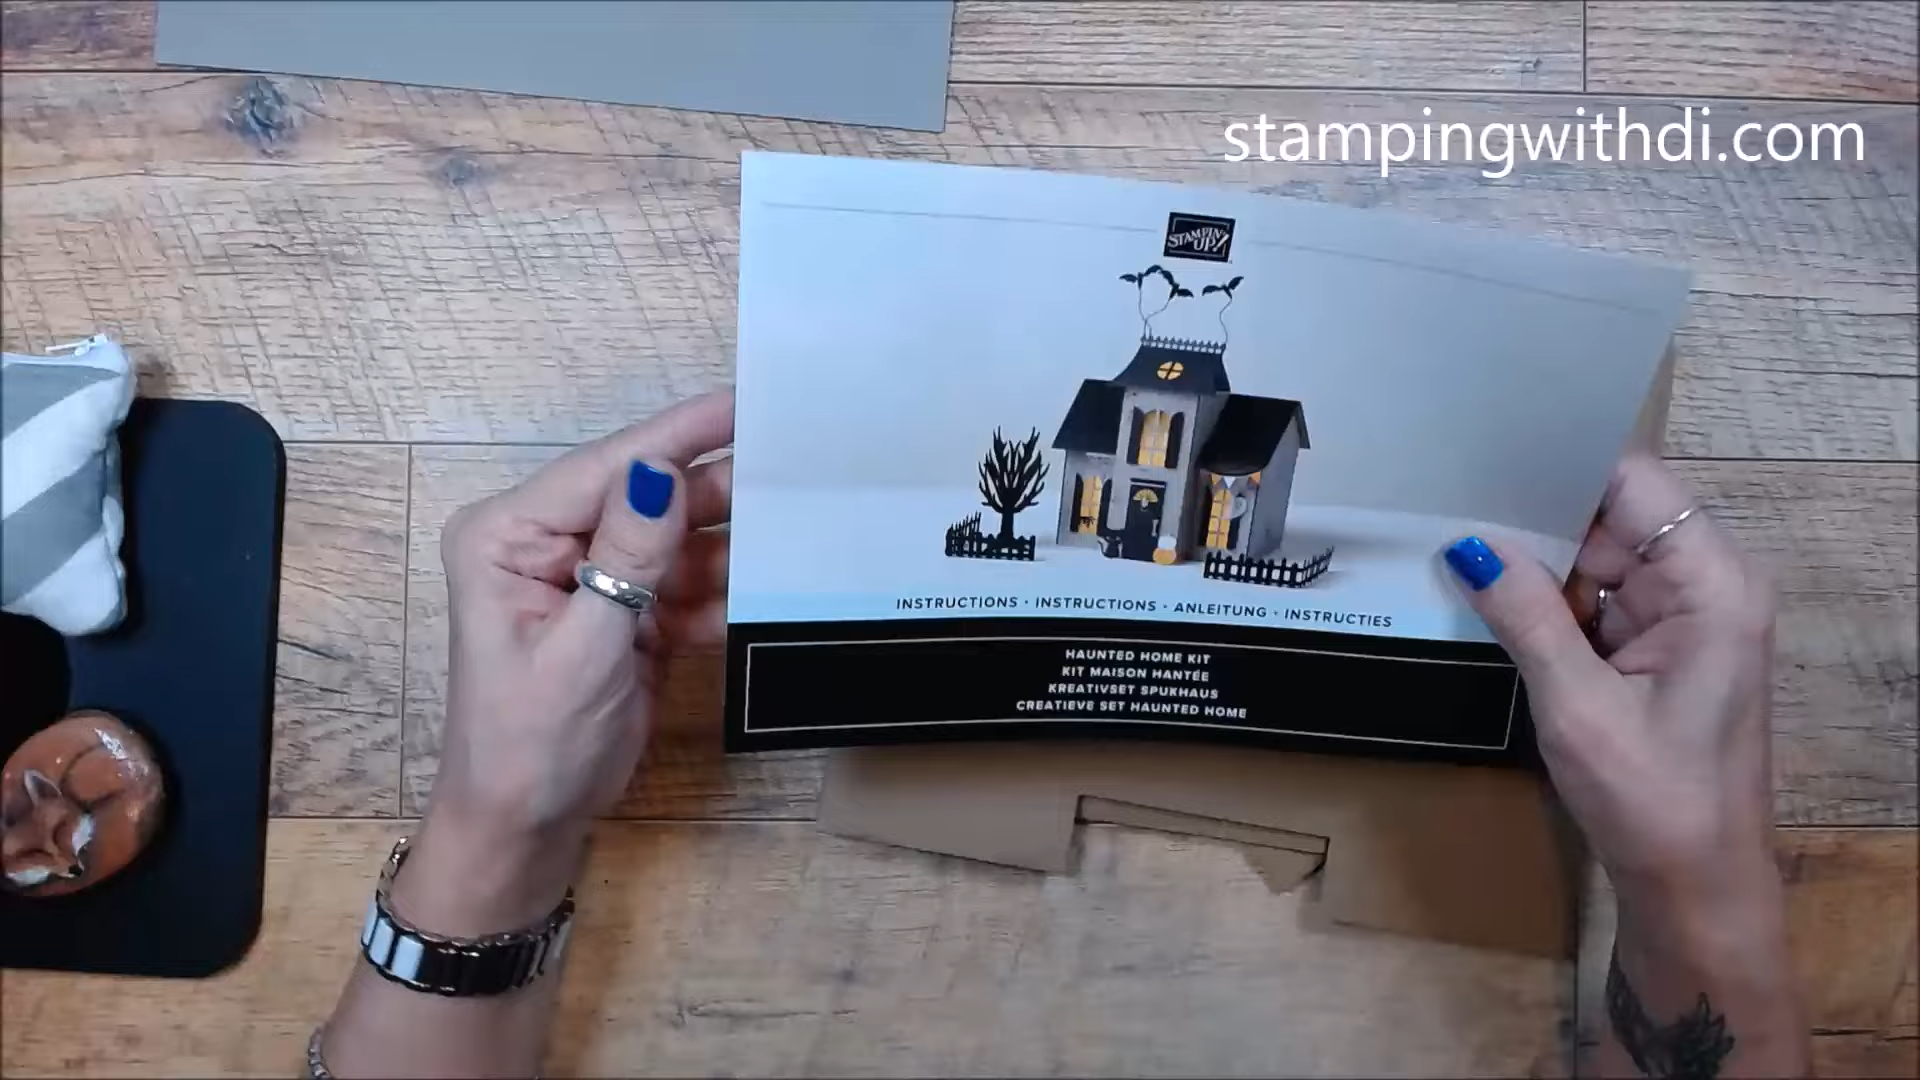 stampingwithdi.com
STAMPIN' UP!
INSTRUCTIONS • INSTRUCTIONS • ANLEITUNG • INSTRUCTIES
HAUNTED HOME KIT
KIT MAISON HANTÉE
KREATIVSET SPUKHAUS
CREATIEVE SET HAUNTED HOME